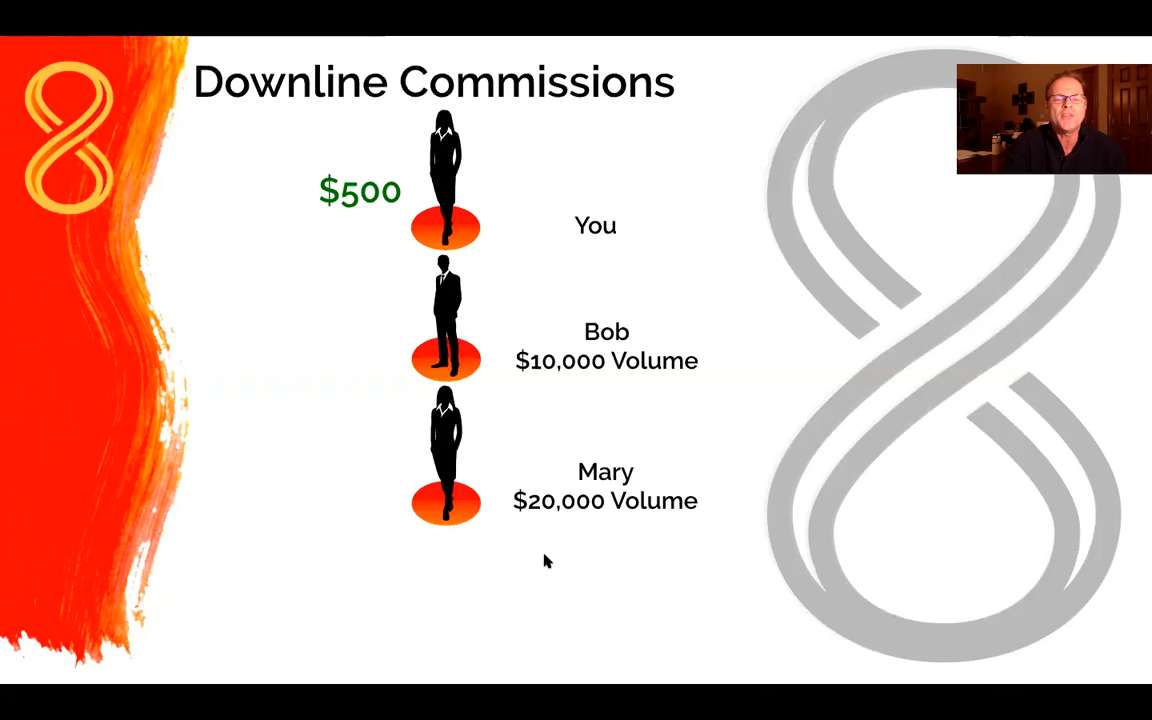 Downline Commissions
$500
You
Bob
$10,000 Volume
Mary
$20,000 Volume